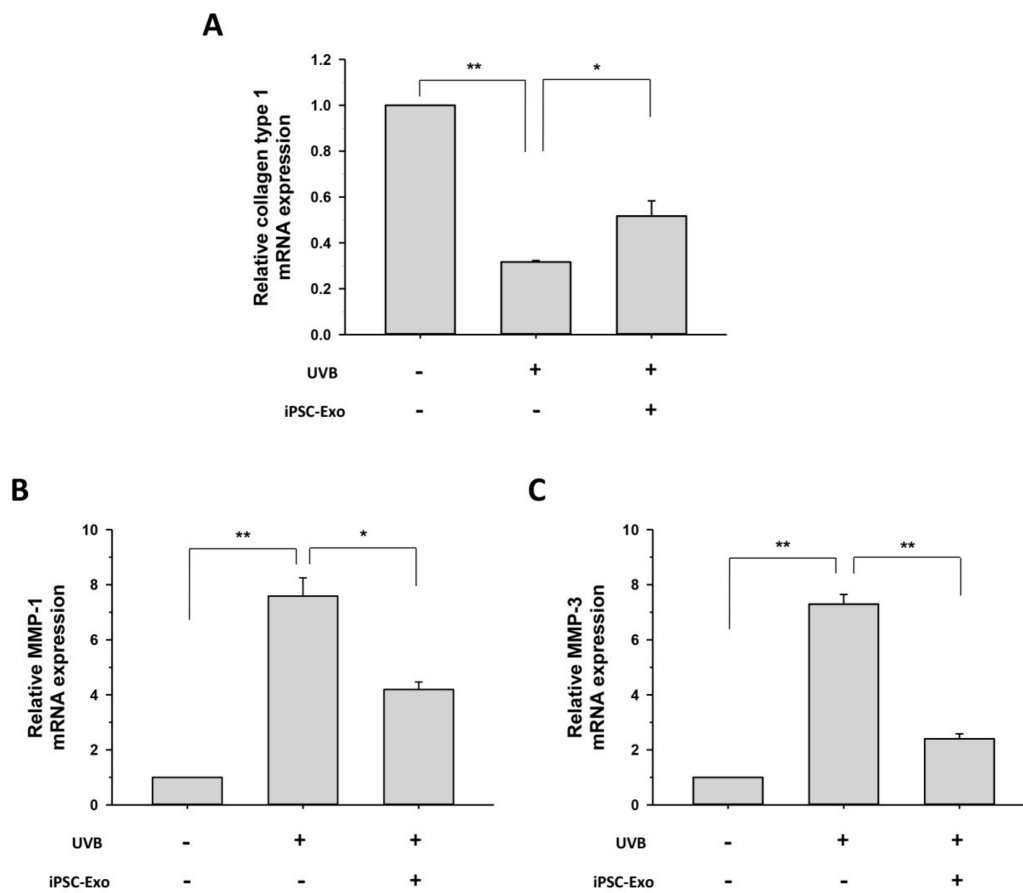 A
Relative collagen type 1
mRNA expression
1.2
1.0
0.8
0.6
0.4
0.2
0.0
** *
UVB - + +
iPSC-Exo - - +
B
Relative MMP-1
mRNA expression
10
8
6
4
2
0
** *
UVB - + +
iPSC-Exo - - +
C
Relative MMP-3
mRNA expression
10
8
6
4
2
0
** **
UVB - + +
iPSC-Exo - - +